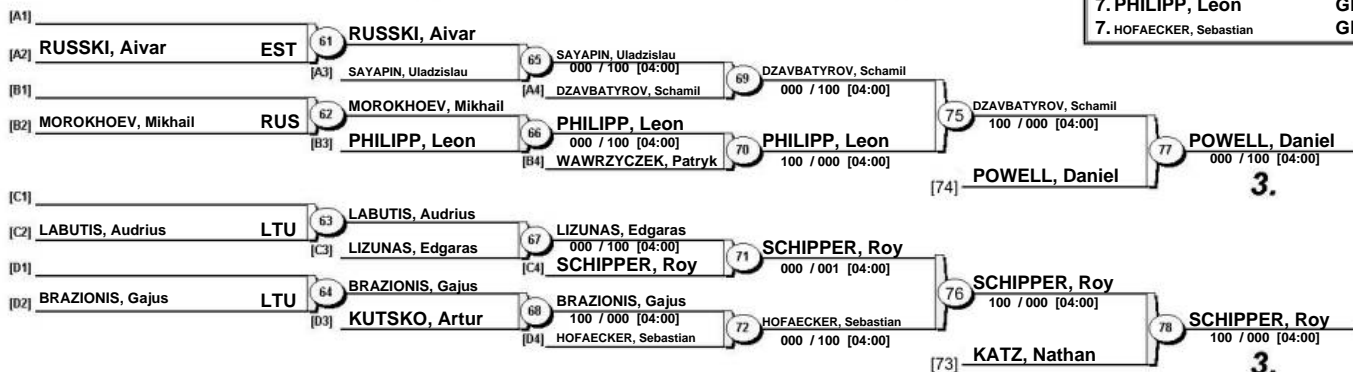 7. PHILIPP, Leon
7. HOFAECKER, Sebastian
[A1]
[A2] RUSSKI, Aivar EST
61
RUSSKI, Aivar
[A3] SAYAPIN, Uladzislau
65
SAYAPIN, Uladzislau
000 / 100 [04:00]
[A4] DZAVBATYROV, Schamil
69
DZAVBATYROV, Schamil
000 / 100 [04:00]
[B1]
[B2] MOROKHOEV, Mikhail RUS
62
MOROKHOEV, Mikhail
[B3] PHILIPP, Leon
66
PHILIPP, Leon
000 / 100 [04:00]
[B4] WAWRZYCZEK, Patryk
70
PHILIPP, Leon
100 / 000 [04:00]
75
DZAVBATYROV, Schamil
100 / 000 [04:00]
[74] POWELL, Daniel
77
POWELL, Daniel
000 / 100 [04:00]
3.
[C1]
[C2] LABUTIS, Audrius LTU
63
LABUTIS, Audrius
[C3] LIZUNAS, Edgaras
67
LIZUNAS, Edgaras
000 / 100 [04:00]
[C4] SCHIPPER, Roy
71
SCHIPPER, Roy
000 / 001 [04:00]
[D1]
[D2] BRAZIONIS, Gajus LTU
64
BRAZIONIS, Gajus
[D3] KUTSKO, Artur
68
BRAZIONIS, Gajus
100 / 000 [04:00]
[D4] HOFAECKER, Sebastian
72
HOFAECKER, Sebastian
000 / 100 [04:00]
76
SCHIPPER, Roy
100 / 000 [04:00]
[73] KATZ, Nathan
78
SCHIPPER, Roy
100 / 000 [04:00]
3.